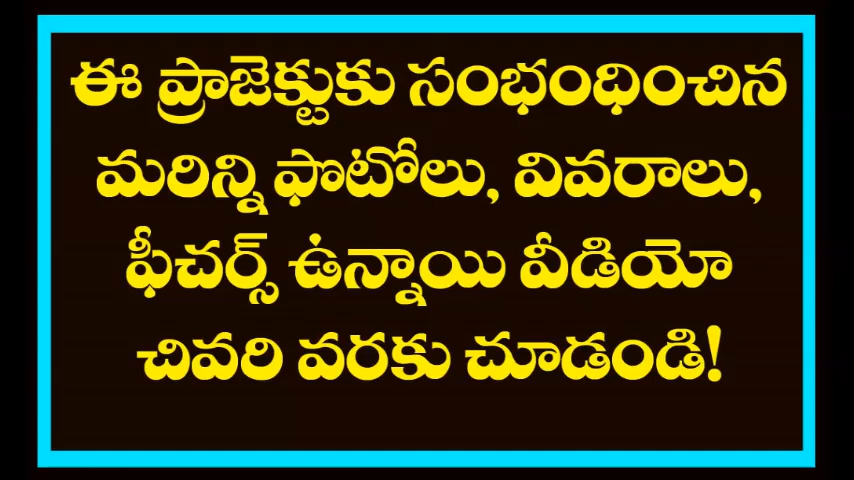 ఈ ప్రాజెక్టుకు సంభంధించిన
మరిన్ని ఫొటోలు, వివరాలు,
ఫీచర్స్ ఉన్నాయి వీడియో
చివరి వరకు చూడండి!